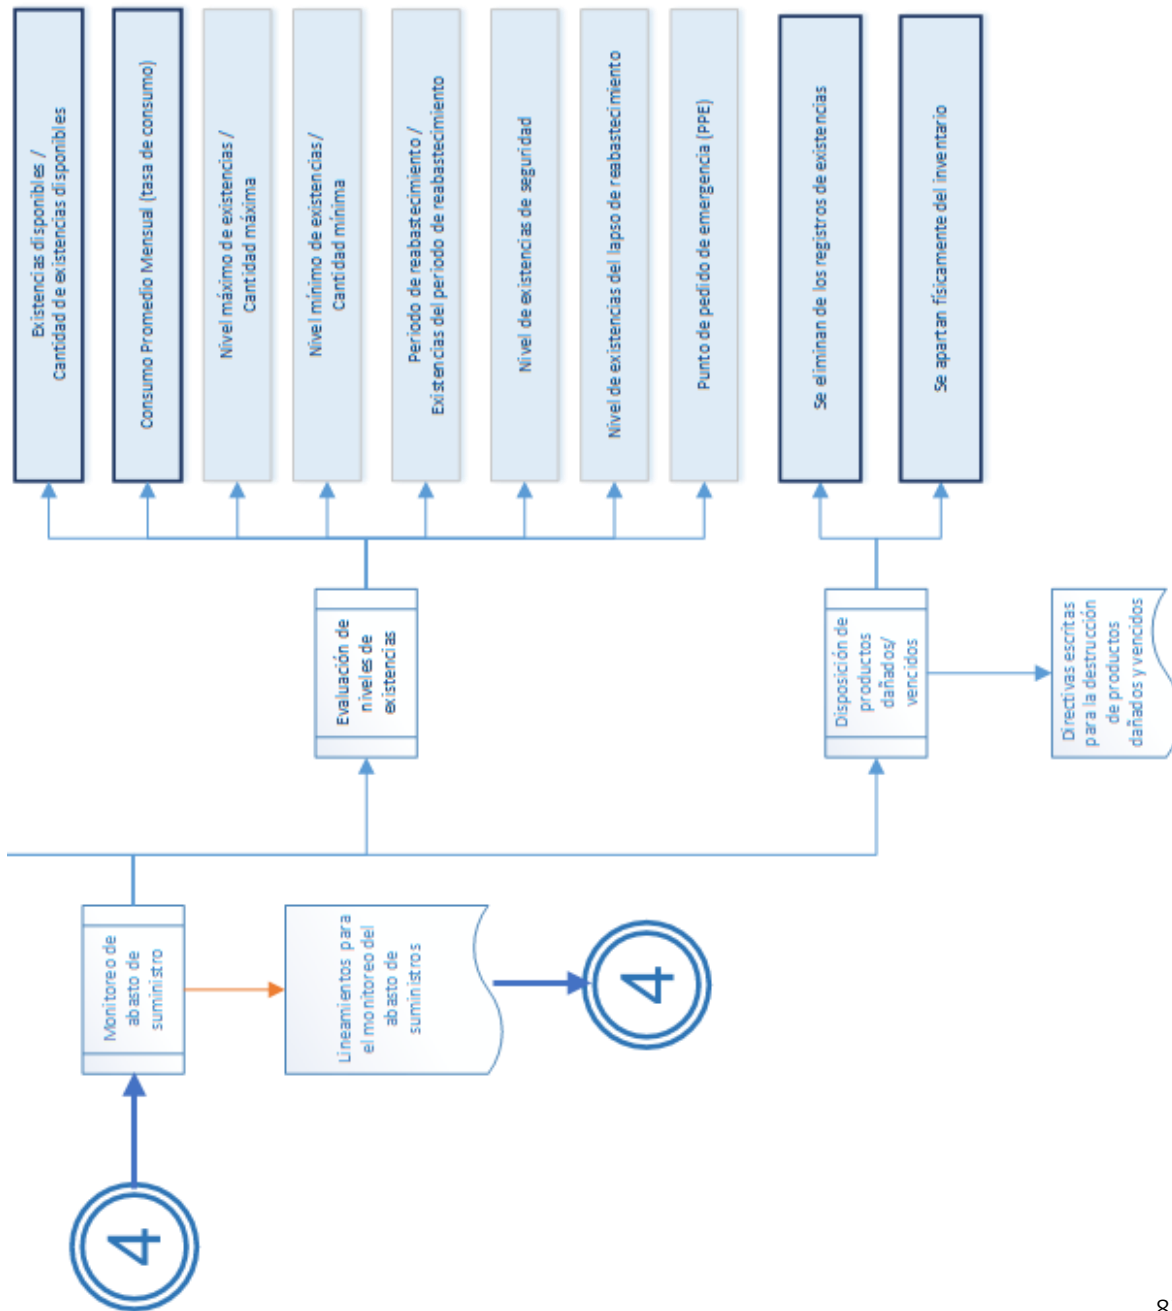 4
Monitoreo de
abasto de
suministro
Lineamientos para
el monitoreo del
abasto de
suministros
4
Evaluación de
niveles de
existencias
Existencias disponibles /
Cantidad de existencias disponibles
Consumo Promedio Mensual (tasa de consumo)
Nivel máximo de existencias /
Cantidad máxima
Nivel mínimo de existencias /
Cantidad mínima
Periodo de reabastecimiento /
Existencias del periodo de reabastecimiento
Nivel de existencias de seguridad
Nivel de existencias del lapso de reabastecimiento
Punto de pedido de emergencia (PPE)
Disposición de
productos
dañados/
vencidos
Se eliminan de los registros de existencias
Se apartan físicamente del inventario
Directivas escritas
para la destrucción
de productos
dañados y vencidos
8